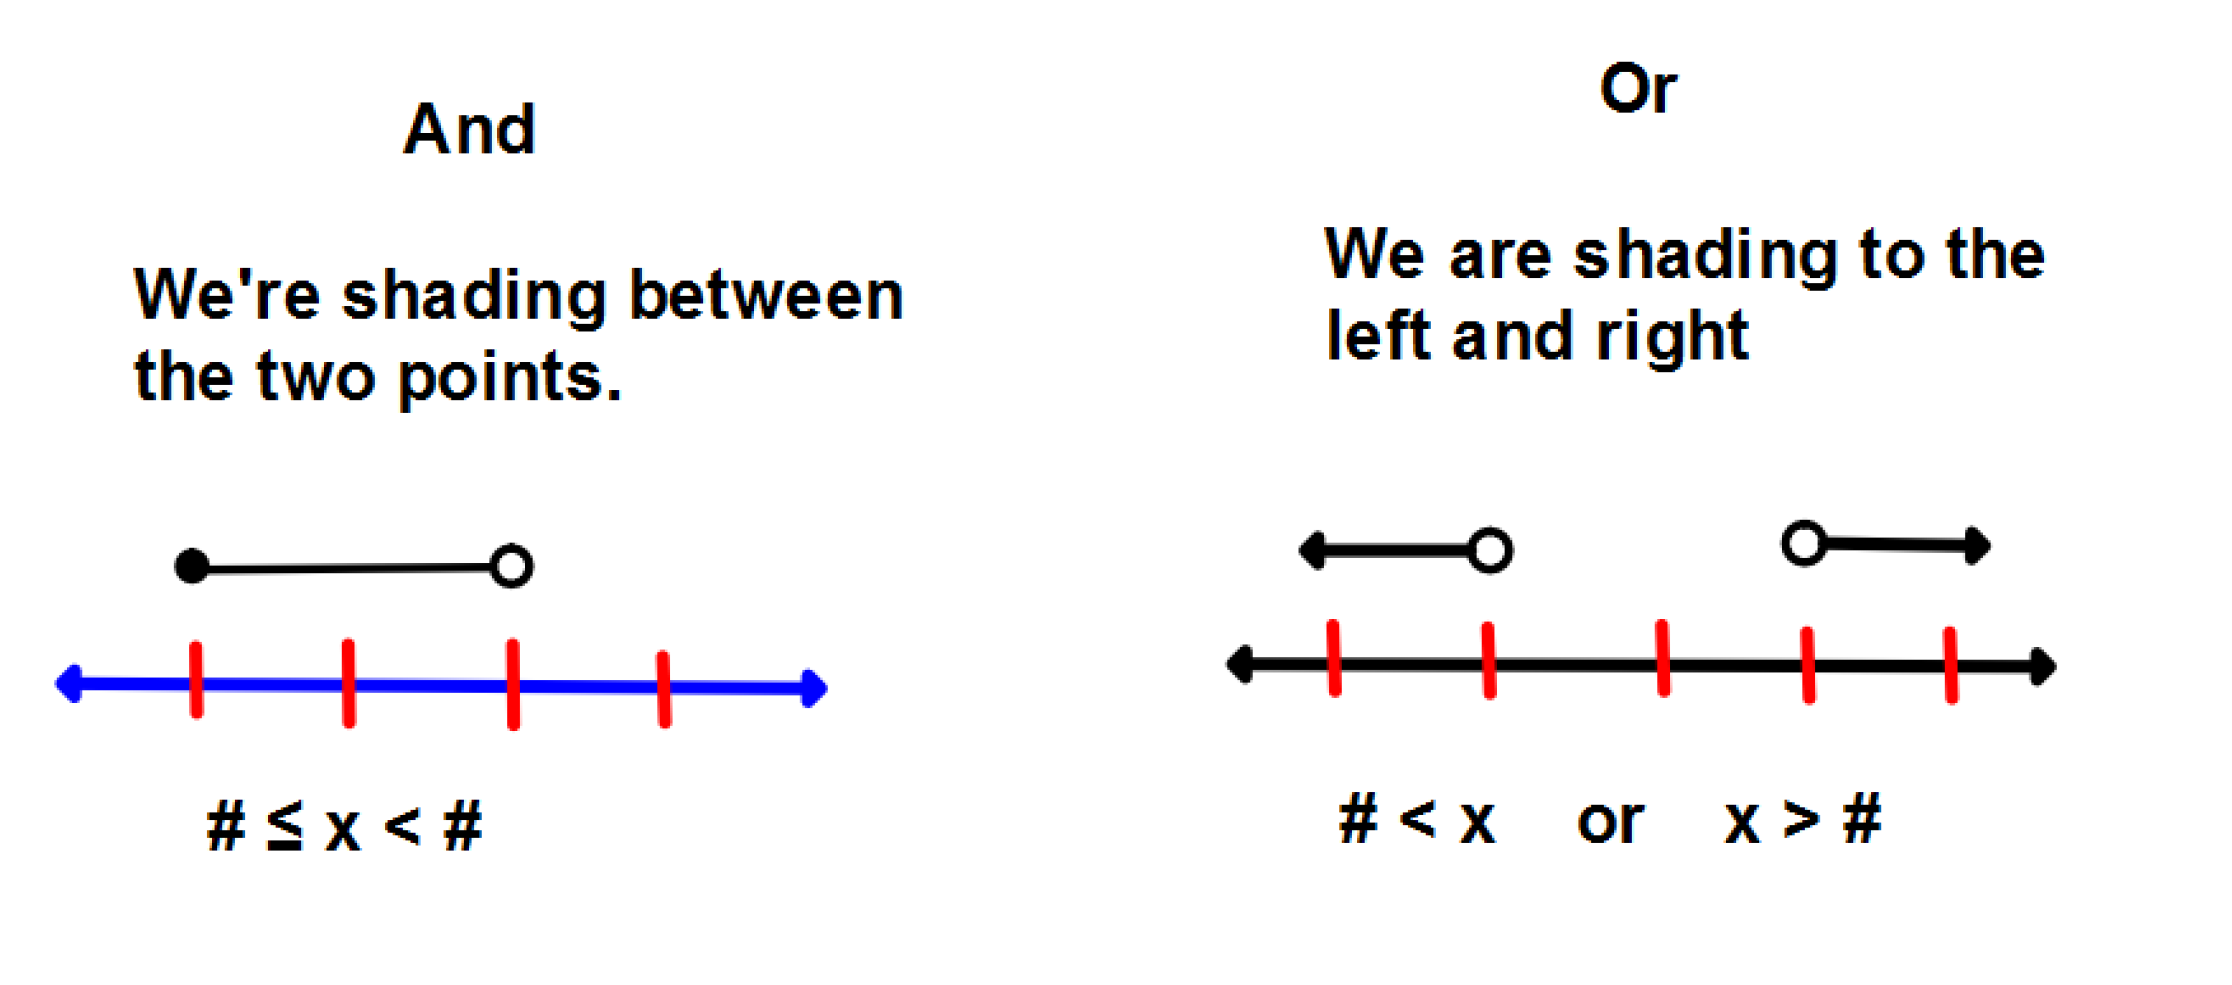 And
We're shading between
the two points.
# ≤ x < #
Or
We are shading to the
left and right
# < x or x > #